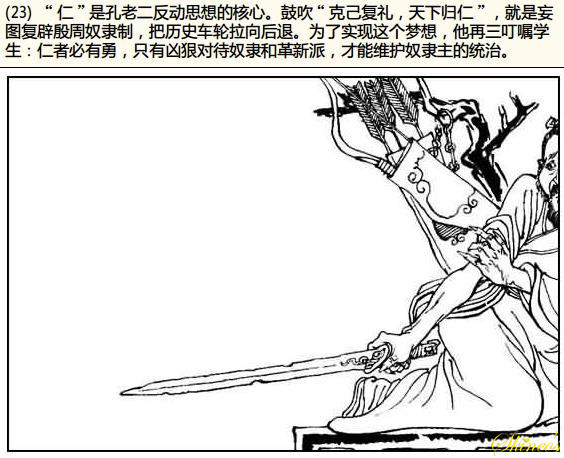 (23) “仁”是孔老二反动思想的核心。鼓吹“克己复礼，天下归仁”，就是妄
图复辟殷周奴隶制，把历史车轮拉向后退。为了实现这个梦想，他再三叮嘱学
生：仁者必有勇，只有凶狠对待奴隶和革新派，才能维护奴隶主的统治。